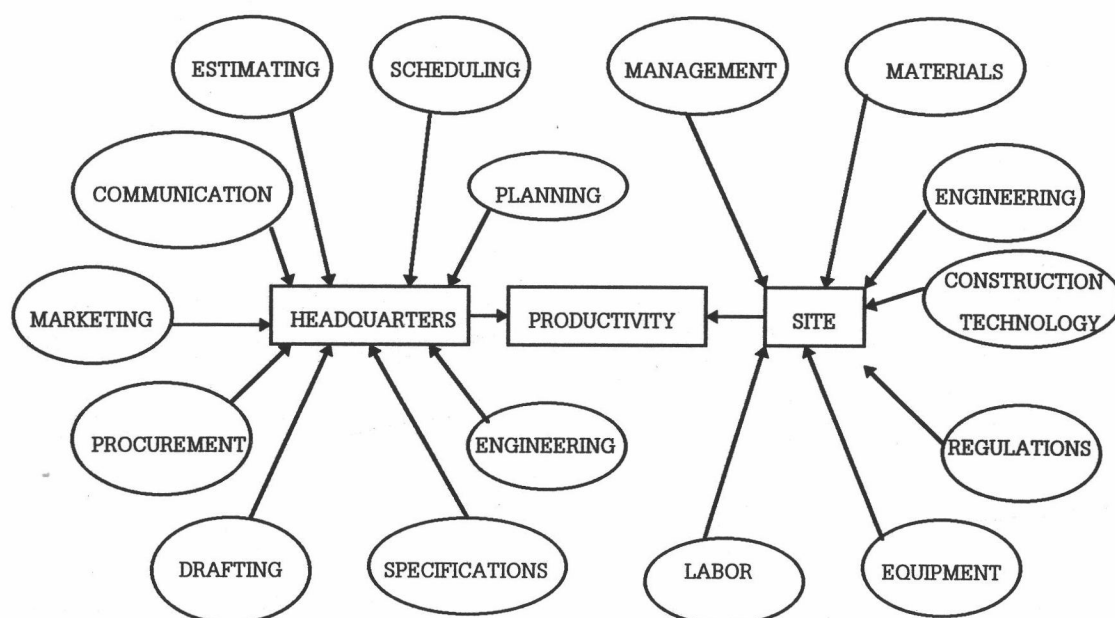 ESTIMATING
SCHEDULING
MANAGEMENT
MATERIALS
COMMUNICATION
PLANNING
ENGINEERING
MARKETING
HEADQUARTERS
PRODUCTIVITY
SITE
CONSTRUCTION
TECHNOLOGY
PROCUREMENT
ENGINEERING
REGULATIONS
DRAFTING
SPECIFICATIONS
LABOR
EQUIPMENT